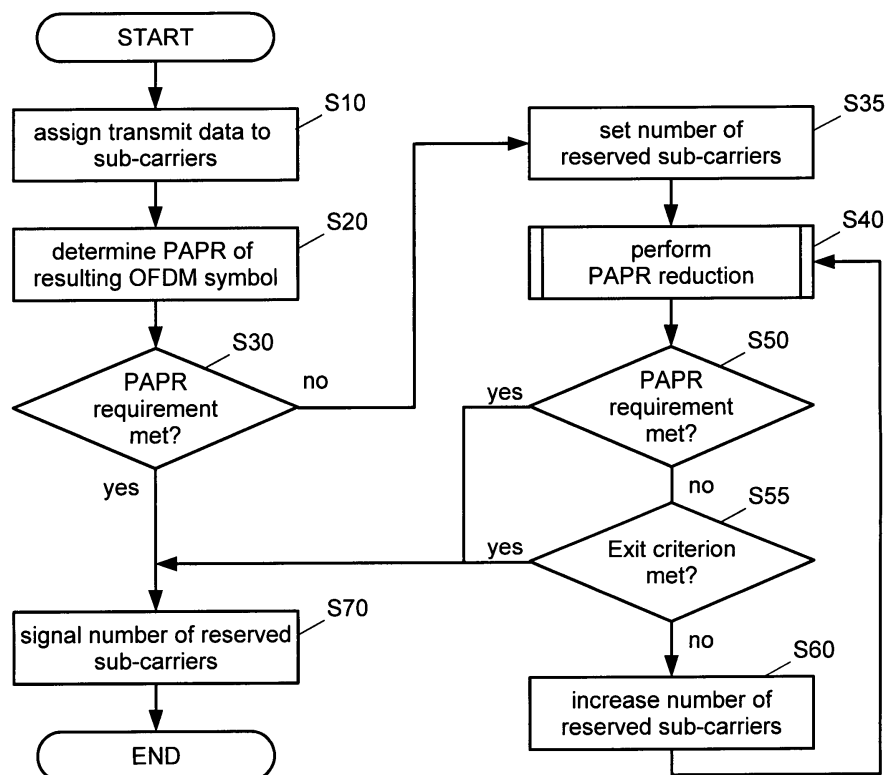 START
S10
assign transmit data to
sub-carriers
S20
determine PAPR of
resulting OFDM symbol
S30
PAPR
requirement
met?
no
yes
S35
set number of
reserved sub-carriers
S40
perform
PAPR reduction
S50
PAPR
requirement
met?
yes
no
S55
Exit criterion
met?
yes
no
S60
increase number of
reserved sub-carriers
S70
signal number of reserved
sub-carriers
END